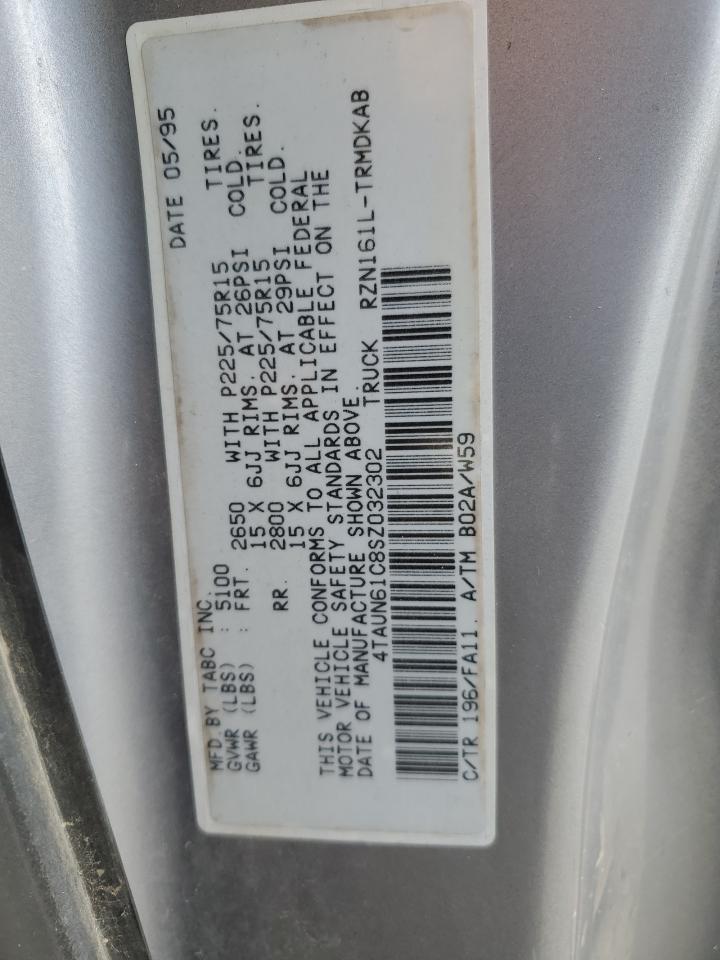 MFD.BY TABC INC. DATE 05/95
GVWR (LBS) : 5100
GAWR (LBS) : FRT. 2650 WITH P225/75R15 TIRES.
15 X 6JJ RIMS. AT 26PSI COLD.
RR. 2800 WITH P225/75R15 TIRES.
15 X 6JJ RIMS. AT 29PSI COLD.
THIS VEHICLE CONFORMS TO ALL APPLICABLE FEDERAL
MOTOR VEHICLE SAFETY STANDARDS IN EFFECT ON THE
DATE OF MANUFACTURE SHOWN ABOVE.
4TAUN61C8SZ032302 TRUCK RZN161L-TRMDKAB
C/TR 196/FA11. A/TM B02A/W59